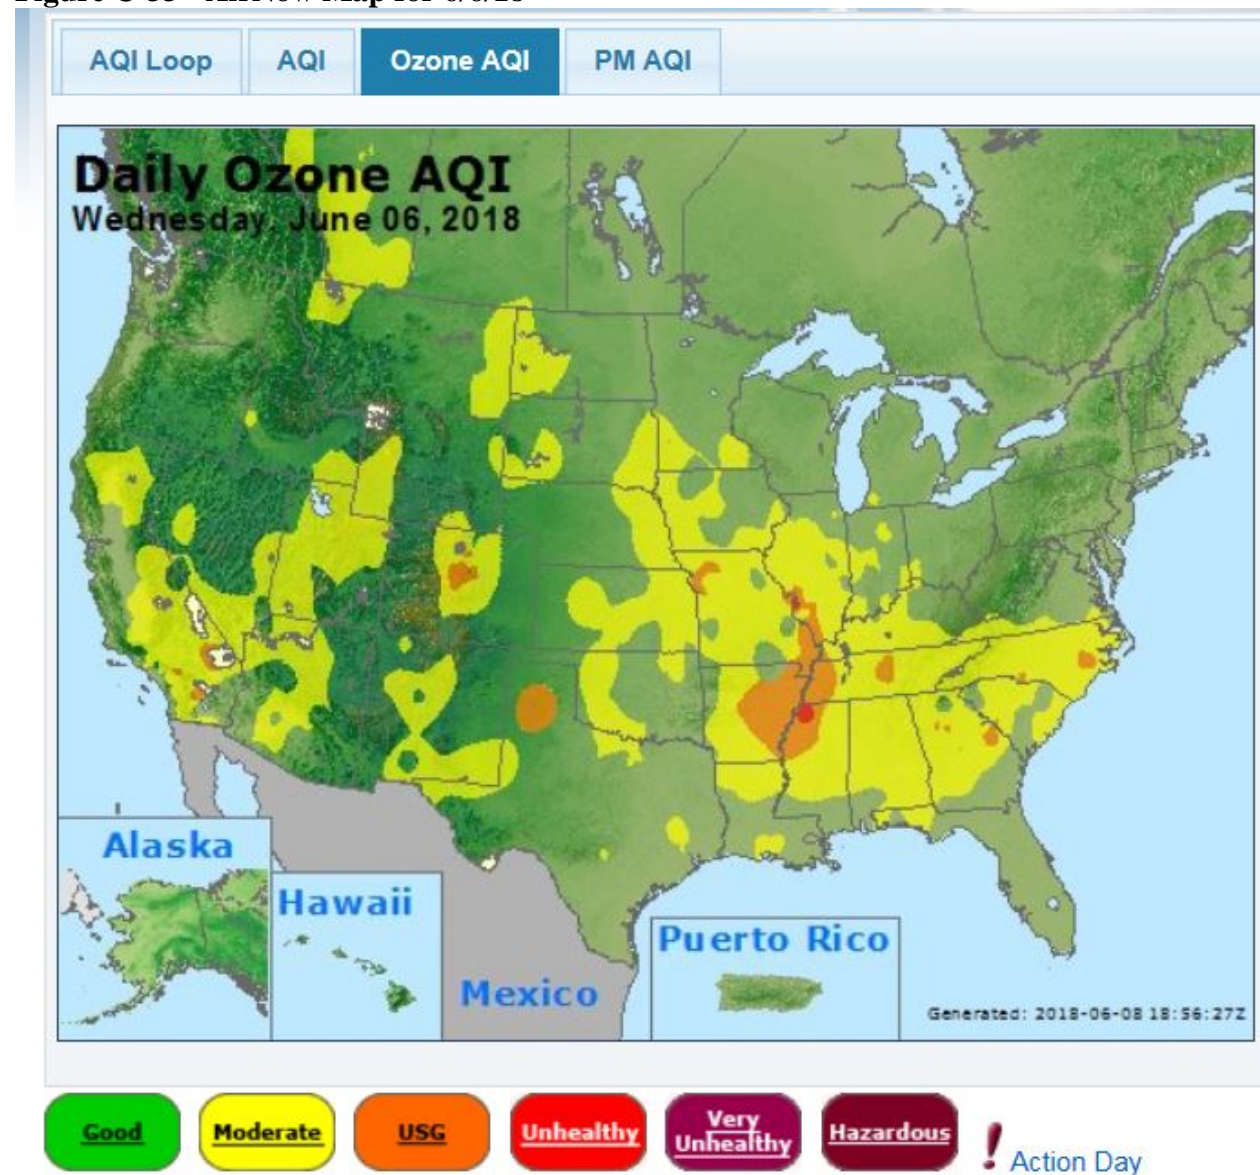 AQI Loop AQI Ozone AQI PM AQI
Daily Ozone AQI
Wednesday, June 06, 2018
Alaska
Hawaii
Puerto Rico
Mexico
Generated: 2018-06-08 18:56:27Z
Good Moderate USG Unhealthy Very Unhealthy Hazardous ! Action Day